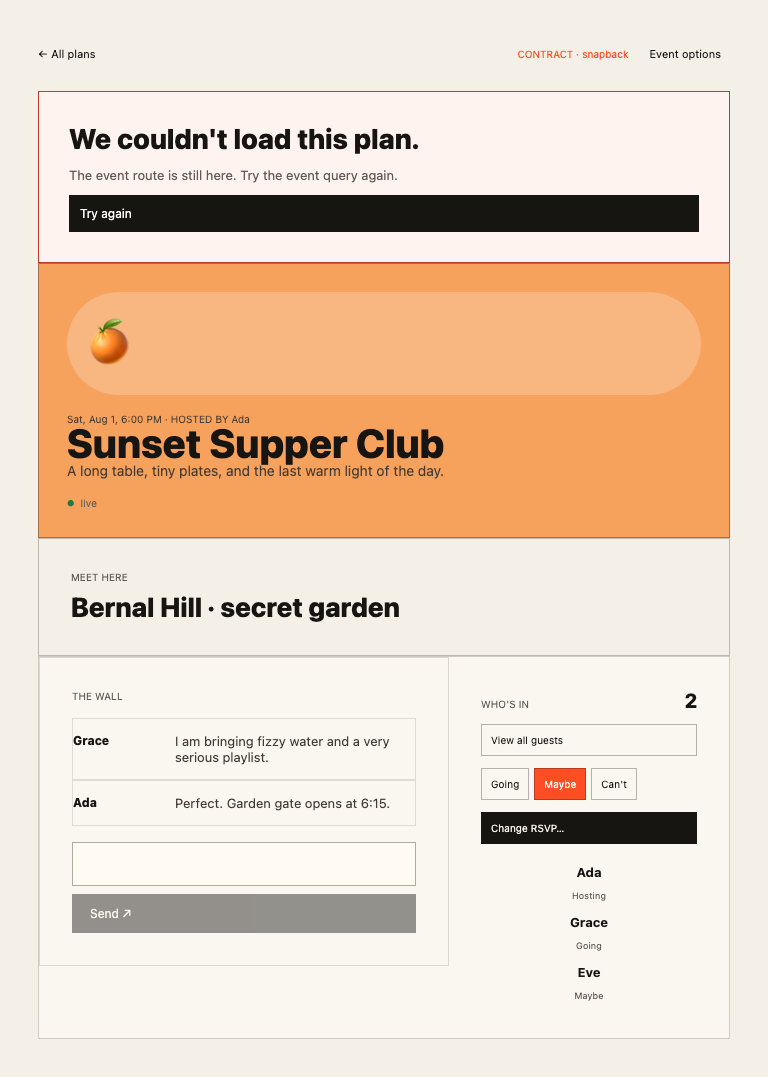 ← All plans
CONTRACT · snapback
Event options
We couldn't load this plan.
The event route is still here. Try the event query again.
Try again
Sat, Aug 1, 6:00 PM · HOSTED BY Ada
Sunset Supper Club
A long table, tiny plates, and the last warm light of the day.
live
MEET HERE
Bernal Hill · secret garden
THE WALL
Grace
I am bringing fizzy water and a very
serious playlist.
Ada
Perfect. Garden gate opens at 6:15.
Send ↗
WHO'S IN
2
View all guests
Going
Maybe
Can't
Change RSVP…
Ada
Hosting
Grace
Going
Eve
Maybe